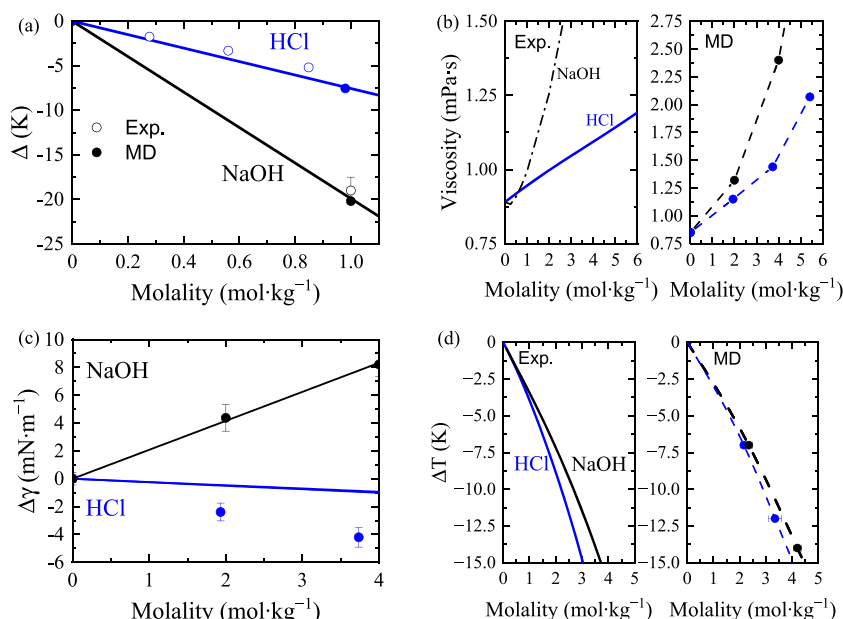 (a)
HCl
Exp.
MD
NaOH
Δ (K)
0
-5
-10
-15
-20
-25
0.0 0.2 0.4 0.6 0.8 1.0
Molality (mol·kg⁻¹)
(b)
Exp.
NaOH
HCl
Viscosity (mPa·s)
1.50
1.25
1.00
0.75
0 1 2 3 4 5 6
Molality (mol·kg⁻¹)
MD
2.75
2.50
2.25
2.00
1.75
1.50
1.25
1.00
0.75
0 1 2 3 4 5 6
Molality (mol·kg⁻¹)
(c)
NaOH
HCl
Δγ (mN·m⁻¹)
10
8
6
4
2
0
-2
-4
-6
0 1 2 3 4
Molality (mol·kg⁻¹)
(d)
Exp.
HCl
NaOH
ΔT (K)
0
−2.5
−5.0
−7.5
−10.0
−12.5
−15.0
0 1 2 3 4 5
Molality (mol·kg⁻¹)
MD
0
−2.5
−5.0
−7.5
−10.0
−12.5
−15.0
0 1 2 3 4 5
Molality (mol·kg⁻¹)